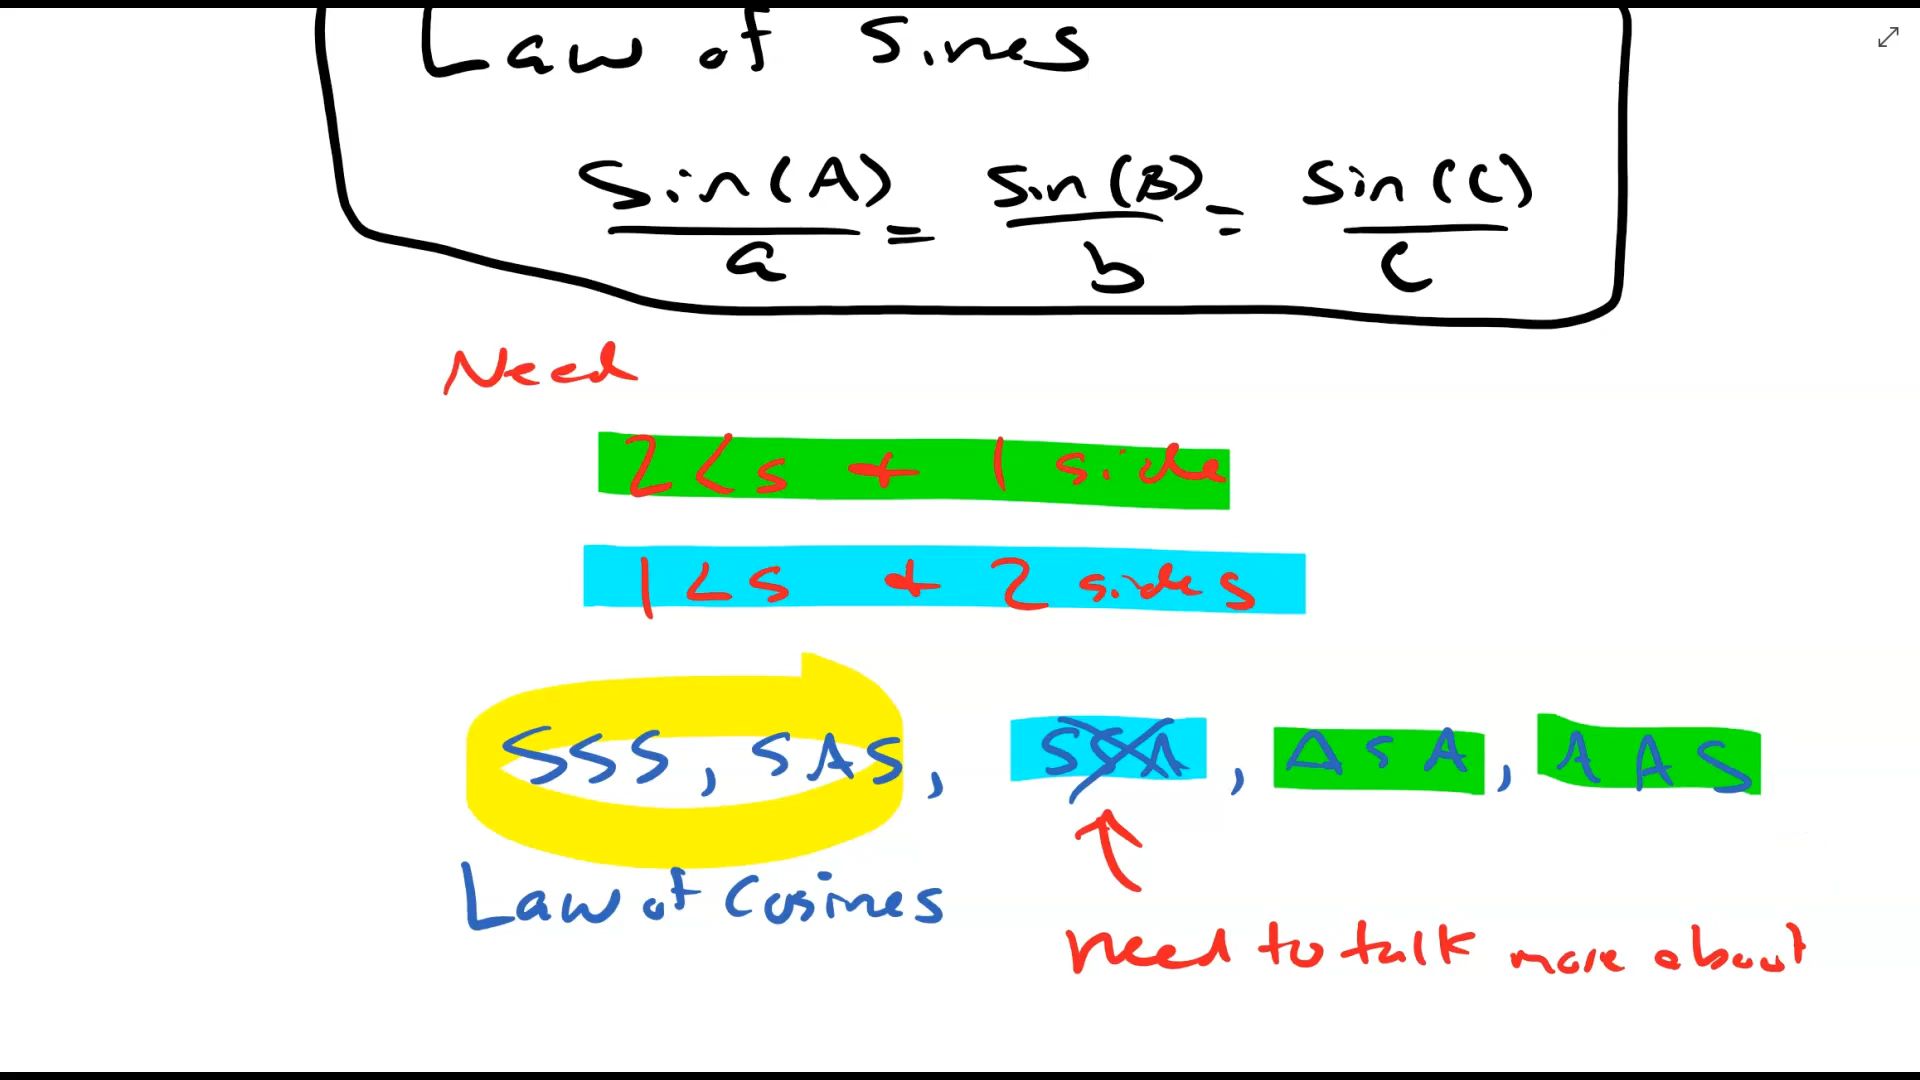 Law of Sines
sin(A)/a = sin(B)/b = sin(C)/c
Need
2 <s + 1 side
1 <s + 2 sides
SSS, SAS, SSA, ASA, AAS
Law of Cosines
need to talk more about